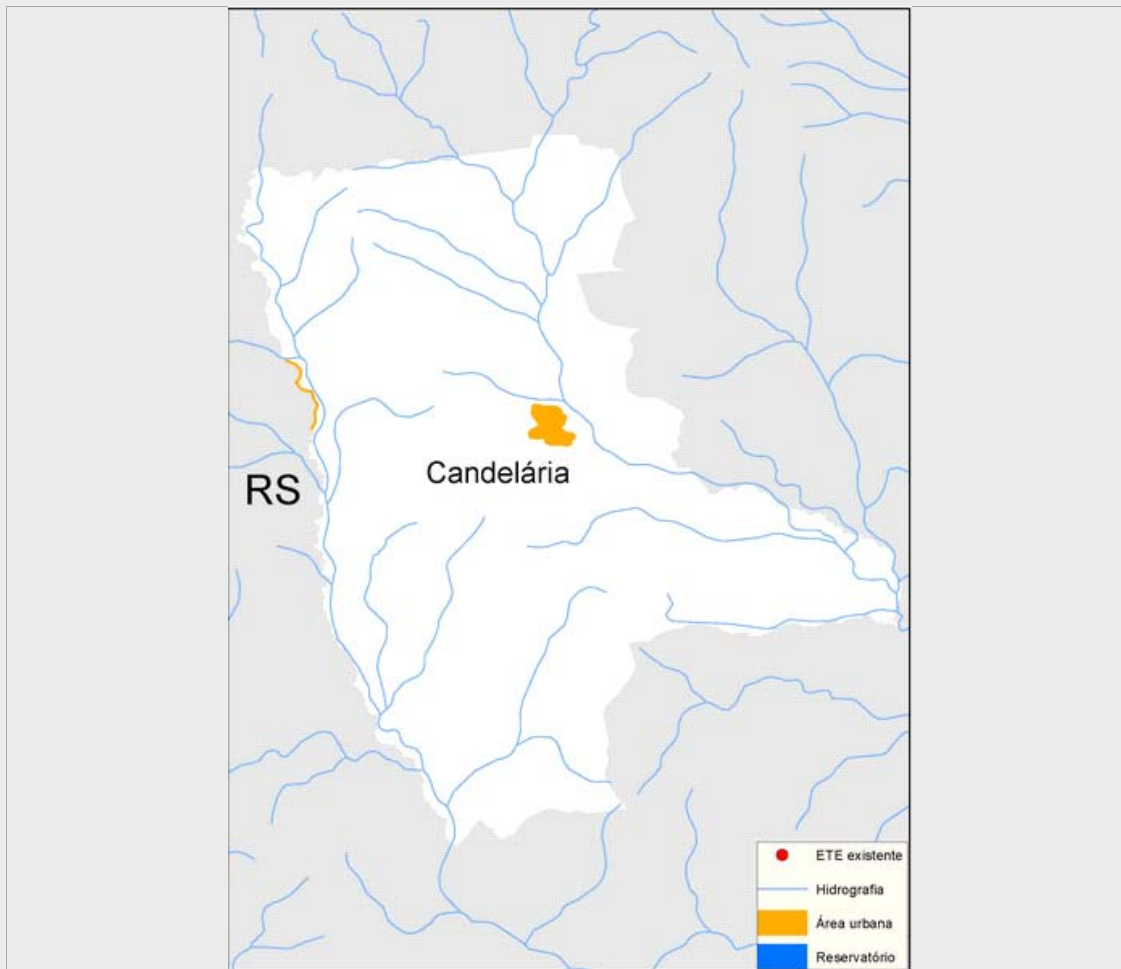 Candelária
RS
ETE existente
Hidrografia
Área urbana
Reservatório